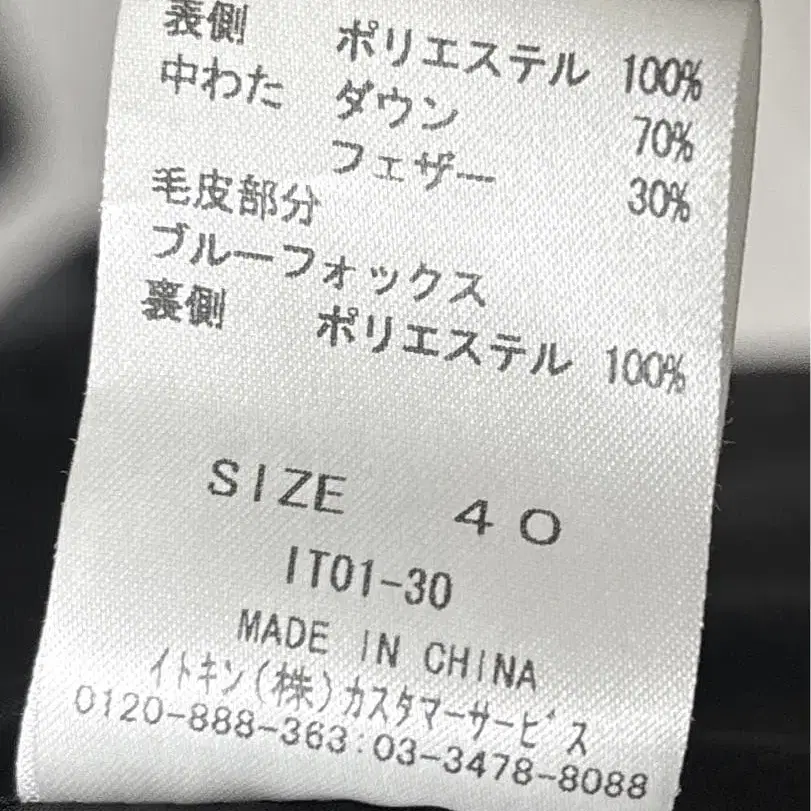 表側 ポリエステル 100%
中わた ダウン 70%
フェザー 30%
毛皮部分
ブルーフォックス
裏側 ポリエステル 100%
SIZE 40
IT01-30
MADE IN CHINA
イトキン(株)カスタマーサービス
0120-888-363:03-3478-8088